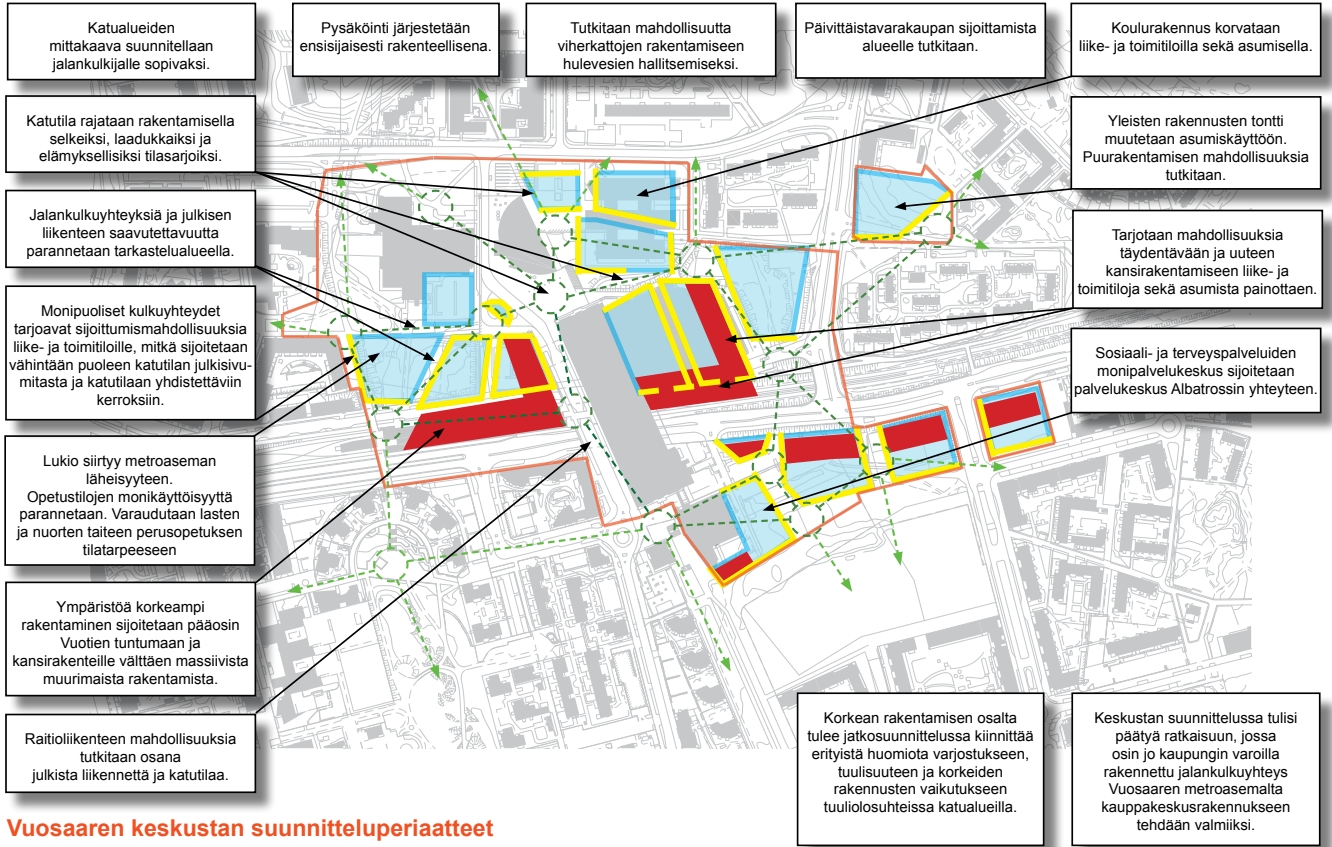 Katualueiden
mittakaava suunnitellaan
jalankulkijalle sopivaksi.
Pysäköinti järjestetään
ensisijaisesti rakenteellisena.
Tutkitaan mahdollisuutta
viherkattojen rakentamiseen
hulevesien hallitsemiseksi.
Päivittäistavarakaupan sijoittamista
alueelle tutkitaan.
Koulurakennus korvataan
liike- ja toimitiloilla sekä asumisella.
Katutila rajataan rakentamisella
selkeiksi, laadukkaiksi ja
elämyksellisiksi tilasarjoiksi.
Yleisten rakennusten tontti
muutetaan asumiskäyttöön.
Puurakentamisen mahdollisuuksia
tutkitaan.
Jalankulkuyhteyksiä ja julkisen
liikenteen saavutettavuutta
parannetaan tarkastelualueella.
Tarjotaan mahdollisuuksia
täydentävään ja uuteen
kansirakentamiseen liike- ja
toimitiloja sekä asumista painottaen.
Monipuoliset kulkuyhteydet
tarjoavat sijoittumismahdollisuuksia
liike- ja toimitiloille, mitkä sijoitetaan
vähintään puoleen katutilan julkisivu-
mitasta ja katutilaan yhdistettäviin
kerroksiin.
Sosiaali- ja terveyspalveluiden
monipalvelukeskus sijoitetaan
palvelukeskus Albatrossin yhteyteen.
Lukio siirtyy metroaseman
läheisyyteen.
Opetustilojen monikäyttöisyyttä
parannetaan. Varaudutaan lasten
ja nuorten taiteen perusopetuksen
tilatarpeeseen
Ympäristöä korkeampi
rakentaminen sijoitetaan pääosin
Vuotien tuntumaan ja
kansirakenteille välttäen massiivista
muurimaista rakentamista.
Raitioliikenteen mahdollisuuksia
tutkitaan osana
julkista liikennettä ja katutilaa.
Korkean rakentamisen osalta
tulee jatkosuunnittelussa kiinnittää
erityistä huomiota varjostukseen,
tuulisuuteen ja korkeiden
rakennusten vaikutukseen
tuuliolosuhteissa katualueilla.
Keskustan suunnittelussa tulisi
päätyä ratkaisuun, jossa
osin jo kaupungin varoilla
rakennettu jalankulkuyhteys
Vuosaaren metroasemalta
kauppakeskusrakennukseen
tehdään valmiiksi.
Vuosaaren keskustan suunnitteluperiaatteet